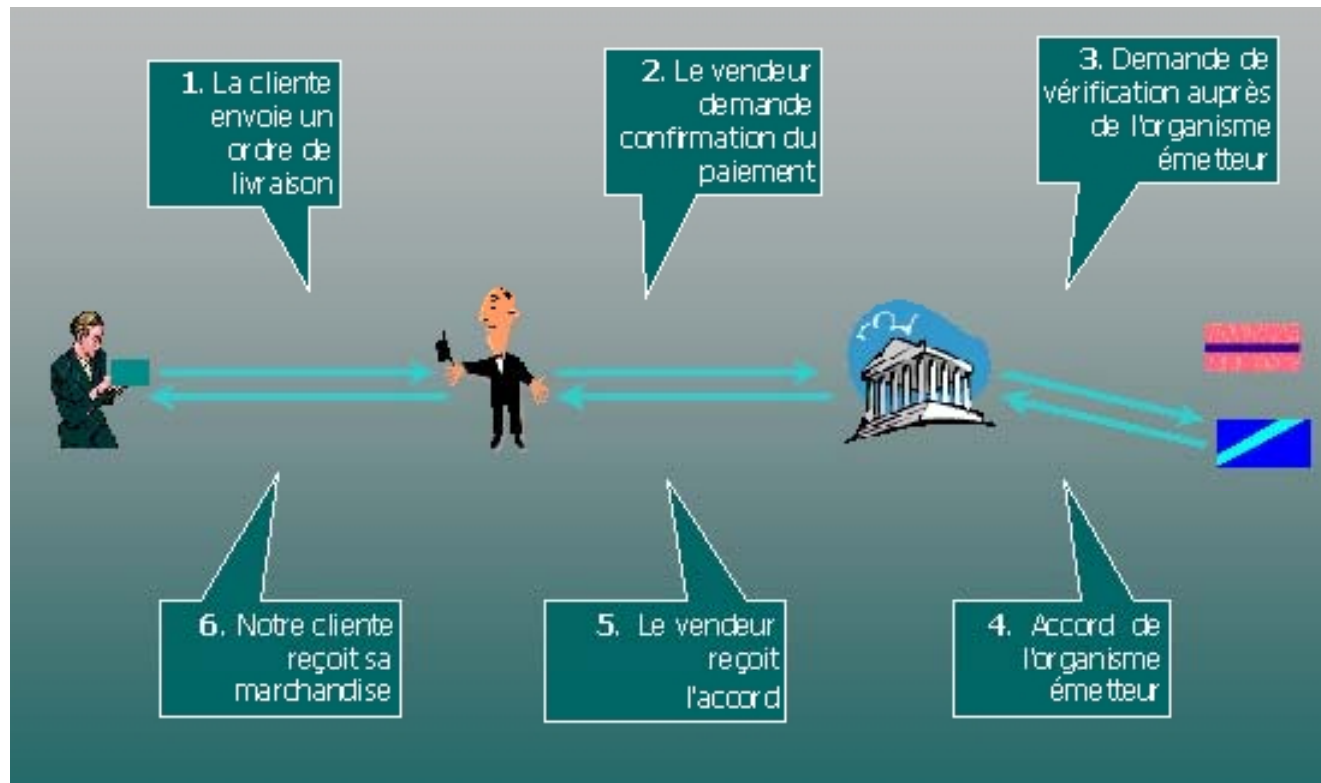 1. La cliente
envoie un
ordre de
livraison
2. Le vendeur
demande
confirmation du
paiement
3. Demande de
vérification auprès
de l'organisme
émetteur
6. Notre cliente
reçoit sa
marchandise
5. Le vendeur
reçoit
l'accord
4. Accord de
l'organisme
émetteur